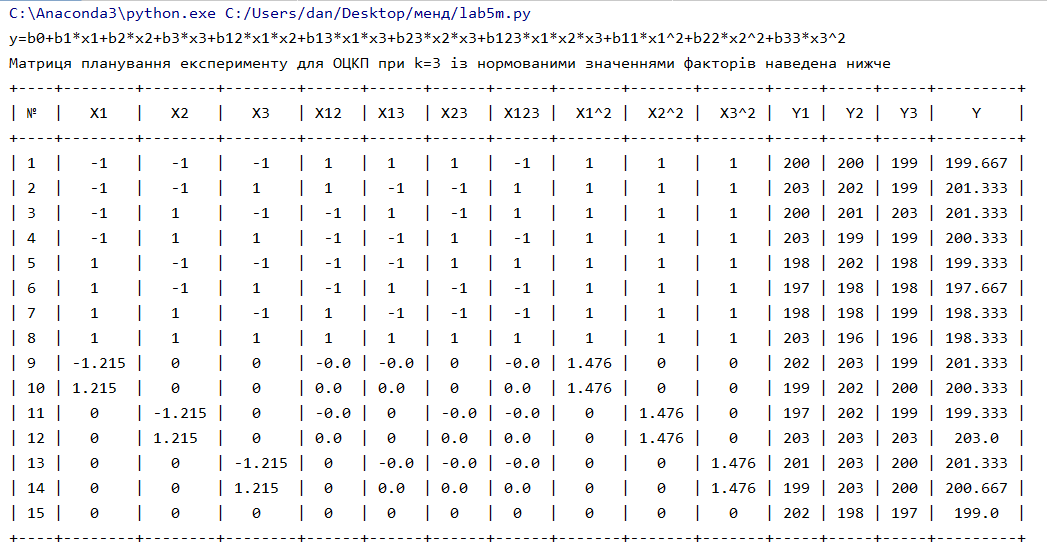 C:\Anaconda3\python.exe C:/Users/dan/Desktop/менд/lab5m.py
y=b0+b1*x1+b2*x2+b3*x3+b12*x1*x2+b13*x1*x3+b23*x2*x3+b123*x1*x2*x3+b11*x1^2+b22*x2^2+b33*x3^2
Матриця планування експерименту для ОЦКП при k=3 із нормованими значеннями факторів наведена нижче
+----+--------+--------+--------+------+------+------+------+-------+-------+-------+-----+-----+-----+---------+
| № | X1 | X2 | X3 | X12 | X13 | X23 | X123 | X1^2 | X2^2 | X3^2 | Y1 | Y2 | Y3 | Y |
+----+--------+--------+--------+------+------+------+------+-------+-------+-------+-----+-----+-----+---------+
| 1 | -1 | -1 | -1 | 1 | 1 | 1 | -1 | 1 | 1 | 1 | 200 | 200 | 199 | 199.667 |
| 2 | -1 | -1 | 1 | 1 | -1 | -1 | 1 | 1 | 1 | 1 | 203 | 202 | 199 | 201.333 |
| 3 | -1 | 1 | -1 | -1 | 1 | -1 | 1 | 1 | 1 | 1 | 200 | 201 | 203 | 201.333 |
| 4 | -1 | 1 | 1 | -1 | -1 | 1 | -1 | 1 | 1 | 1 | 203 | 199 | 199 | 200.333 |
| 5 | 1 | -1 | -1 | -1 | -1 | 1 | 1 | 1 | 1 | 1 | 198 | 202 | 198 | 199.333 |
| 6 | 1 | -1 | 1 | -1 | 1 | -1 | -1 | 1 | 1 | 1 | 197 | 198 | 198 | 197.667 |
| 7 | 1 | 1 | -1 | 1 | -1 | -1 | -1 | 1 | 1 | 1 | 198 | 198 | 199 | 198.333 |
| 8 | 1 | 1 | 1 | 1 | 1 | 1 | 1 | 1 | 1 | 1 | 203 | 196 | 196 | 198.333 |
| 9 | -1.215 | 0 | 0 | -0.0 | -0.0 | 0 | -0.0 | 1.476 | 0 | 0 | 202 | 203 | 199 | 201.333 |
| 10 | 1.215 | 0 | 0 | 0.0 | 0.0 | 0 | 0.0 | 1.476 | 0 | 0 | 199 | 202 | 200 | 200.333 |
| 11 | 0 | -1.215 | 0 | -0.0 | 0 | -0.0 | -0.0 | 0 | 1.476 | 0 | 197 | 202 | 199 | 199.333 |
| 12 | 0 | 1.215 | 0 | 0.0 | 0 | 0.0 | 0.0 | 0 | 1.476 | 0 | 203 | 203 | 203 | 203.0 |
| 13 | 0 | 0 | -1.215 | 0 | -0.0 | -0.0 | -0.0 | 0 | 0 | 1.476 | 201 | 203 | 200 | 201.333 |
| 14 | 0 | 0 | 1.215 | 0 | 0.0 | 0.0 | 0.0 | 0 | 0 | 1.476 | 199 | 203 | 200 | 200.667 |
| 15 | 0 | 0 | 0 | 0 | 0 | 0 | 0 | 0 | 0 | 0 | 202 | 198 | 197 | 199.0 |
+----+--------+--------+--------+------+------+------+------+-------+-------+-------+-----+-----+-----+---------+